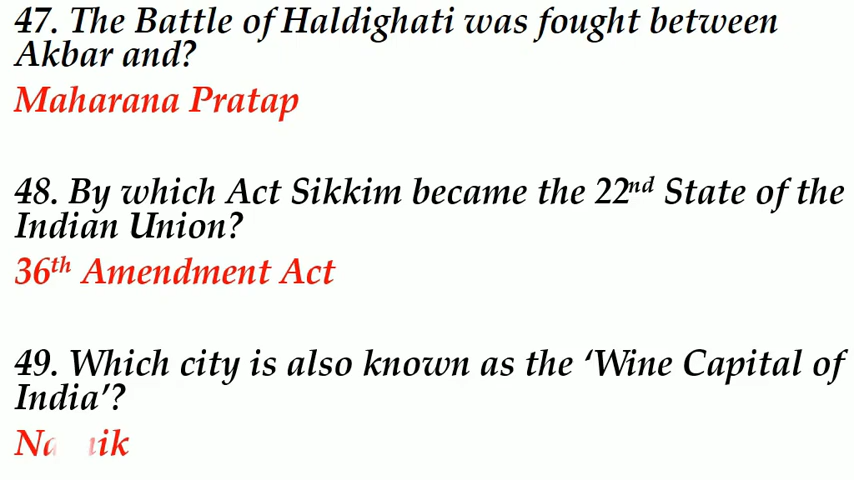 47. The Battle of Haldighati was fought between
Akbar and?
Maharana Pratap
48. By which Act Sikkim became the 22nd State of the
Indian Union?
36th Amendment Act
49. Which city is also known as the ‘Wine Capital of
India’?